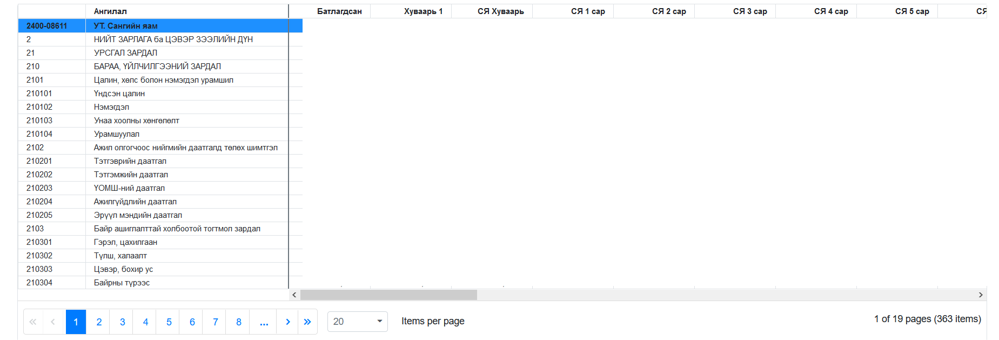 Ангилал Батлагдсан Хуваарь 1 СЯ Хуваарь СЯ 1 сар СЯ 2 сар СЯ 3 сар СЯ 4 сар СЯ 5 сар СЯ
2400-08611 УТ. Сангийн яам
2 НИЙТ ЗАРЛАГА ба ЦЭВЭР ЗЭЭЛИЙН ДҮН
21 УРСГАЛ ЗАРДАЛ
210 БАРАА, ҮЙЛЧИЛГЭЭНИЙ ЗАРДАЛ
2101 Цалин, хөлс болон нэмэгдэл урамшил
210101 Үндсэн цалин
210102 Нэмэгдэл
210103 Унаа хоолны хөнгөлөлт
210104 Урамшуулал
2102 Ажил олгогчоос нийгмийн даатгалд төлөх шимтгэл
210201 Тэтгэврийн даатгал
210202 Тэтгэмжийн даатгал
210203 ҮОМШ-ний даатгал
210204 Ажилгүйдлийн даатгал
210205 Эрүүл мэндийн даатгал
2103 Байр ашиглалттай холбоотой тогтмол зардал
210301 Гэрэл, цахилгаан
210302 Түлш, халаалт
210303 Цэвэр, бохир ус
210304 Байрны түрээс
« ‹ 1 2 3 4 5 6 7 8 ... › » 20 Items per page 1 of 19 pages (363 items)